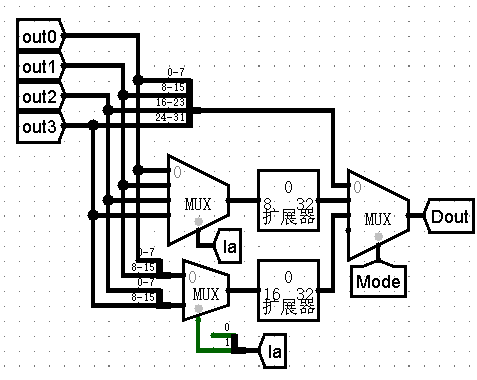 out0
out1
out2
out3
0-7
8-15
16-23
24-31
0
MUX
Ia
0
8 32
扩展器
0
MUX
Mode
Dout
0-7
8-15
0-7
8-15
0
MUX
0
16 32
扩展器
0
1
Ia